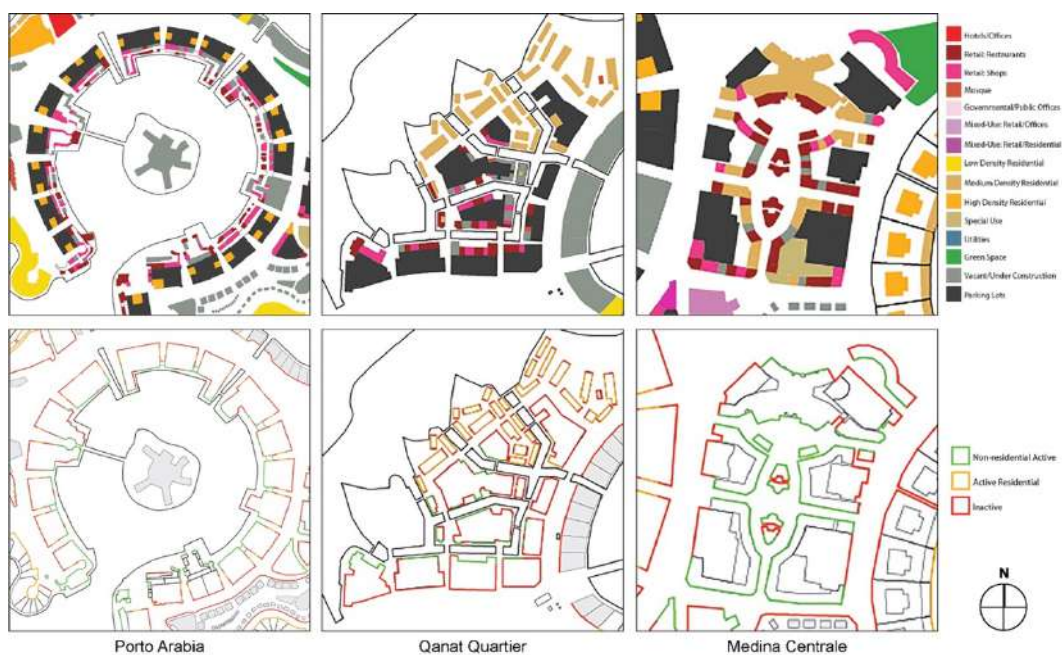 Hotels/Offices
Retail: Restaurants
Retail: Shops
Mosque
Governmental/Public Offices
Mixed-Use: Retail/Offices
Mixed-Use: Retail/Residential
Low Density Residential
Medium Density Residential
High Density Residential
Special Use
Utilities
Green Space
Vacant/Under Construction
Parking Lots
Non-residential Active
Active Residential
Inactive
N
Porto Arabia
Qanat Quartier
Medina Centrale